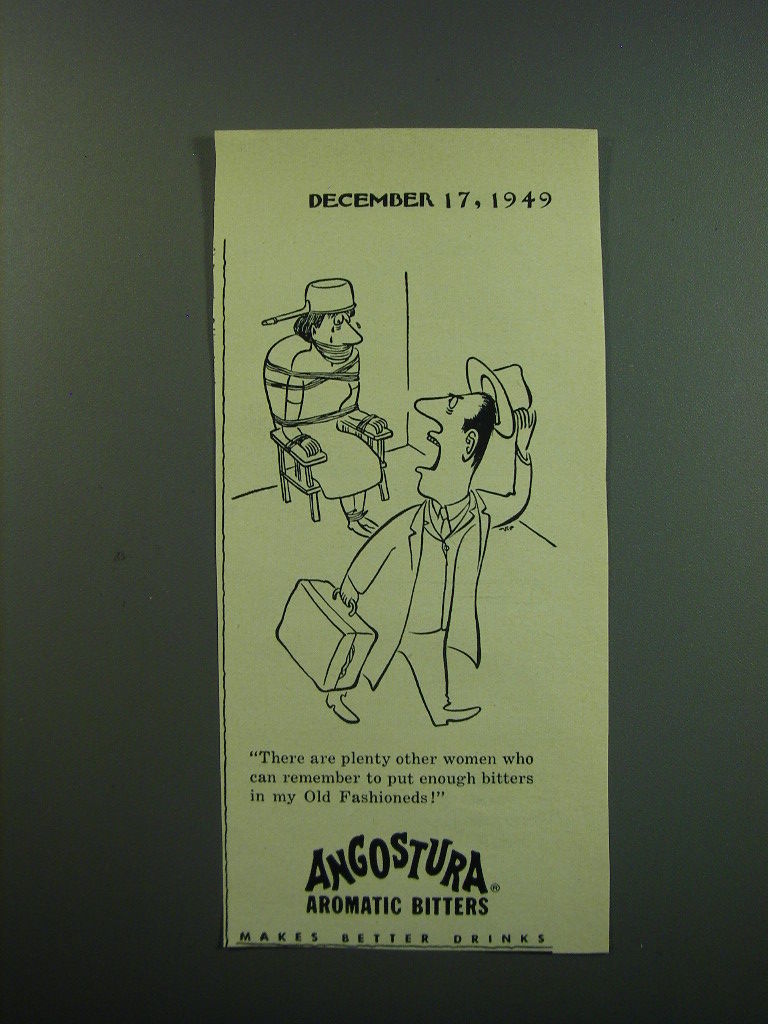 DECEMBER 17, 1949
"There are plenty other women who
can remember to put enough bitters
in my Old Fashioneds!"
ANGOSTURA®
AROMATIC BITTERS
MAKES BETTER DRINKS